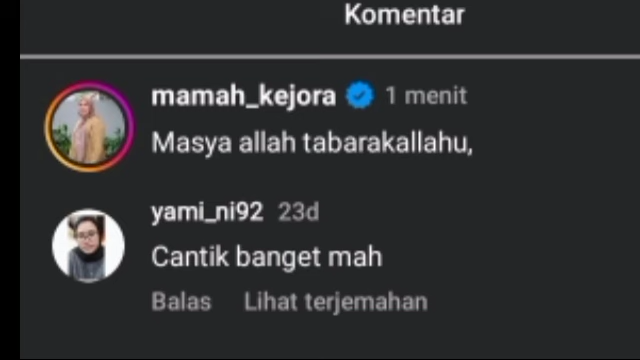 Komentar
mamah_kejora 1 menit
Masya allah tabarakallahu,
yami_ni92 23d
Cantik banget mah
Balas Lihat terjemahan